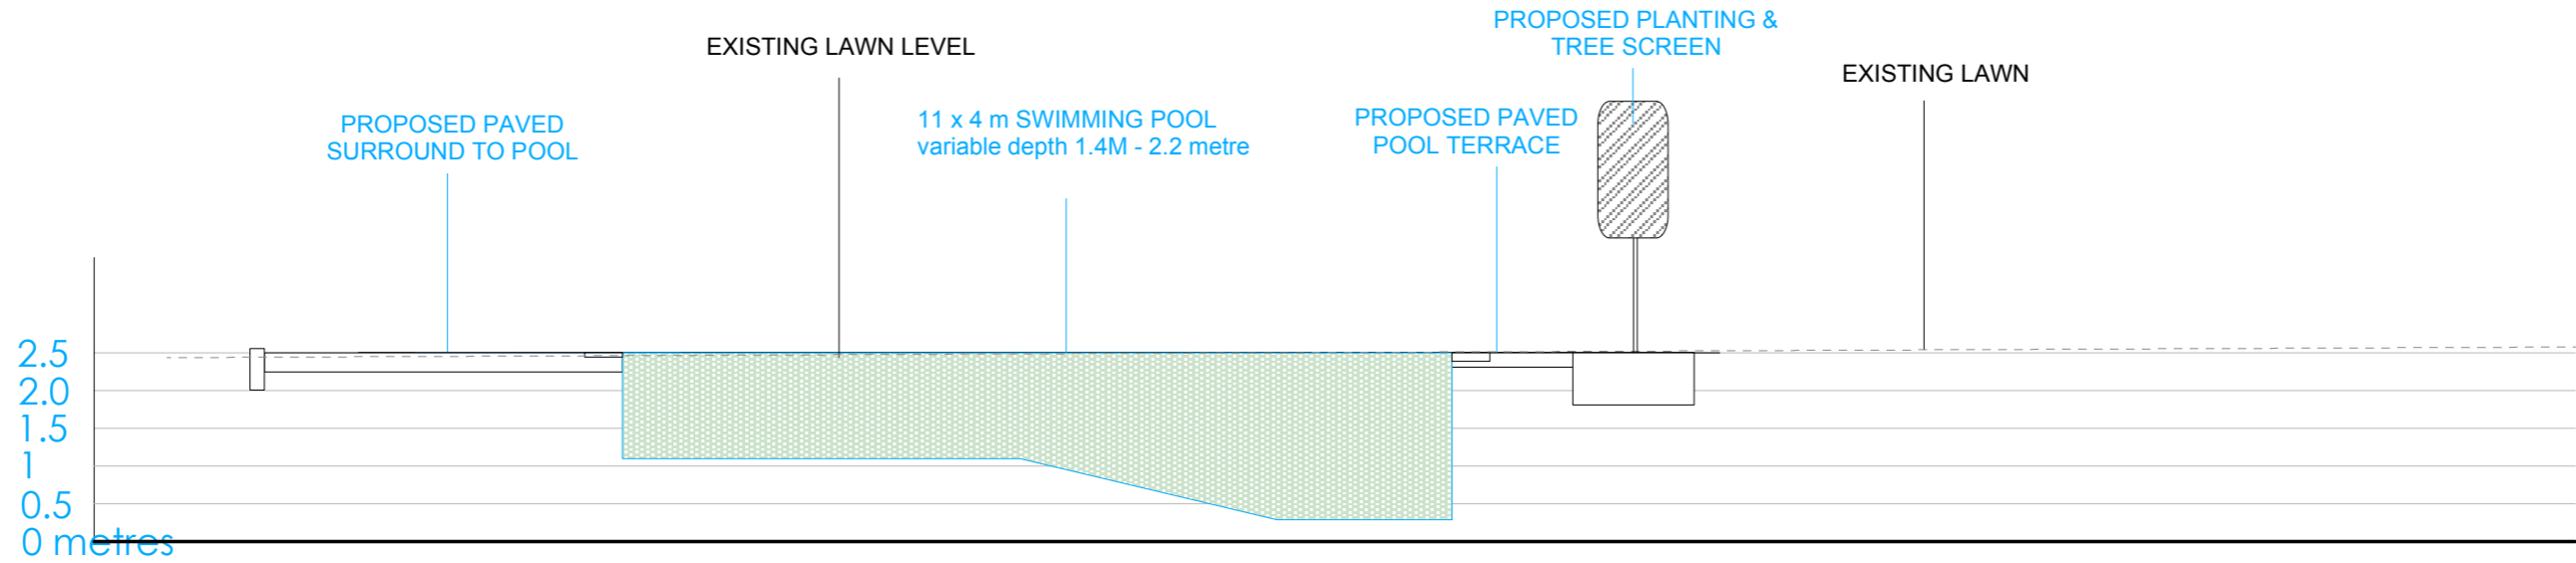 PROPOSED PLANTING &
TREE SCREEN
EXISTING LAWN LEVEL
EXISTING LAWN
PROPOSED PAVED
SURROUND TO POOL
11 x 4 m SWIMMING POOL
variable depth 1.4M - 2.2 metre
PROPOSED PAVED
POOL TERRACE
2.5
2.0
1.5
1
0.5
0 metres